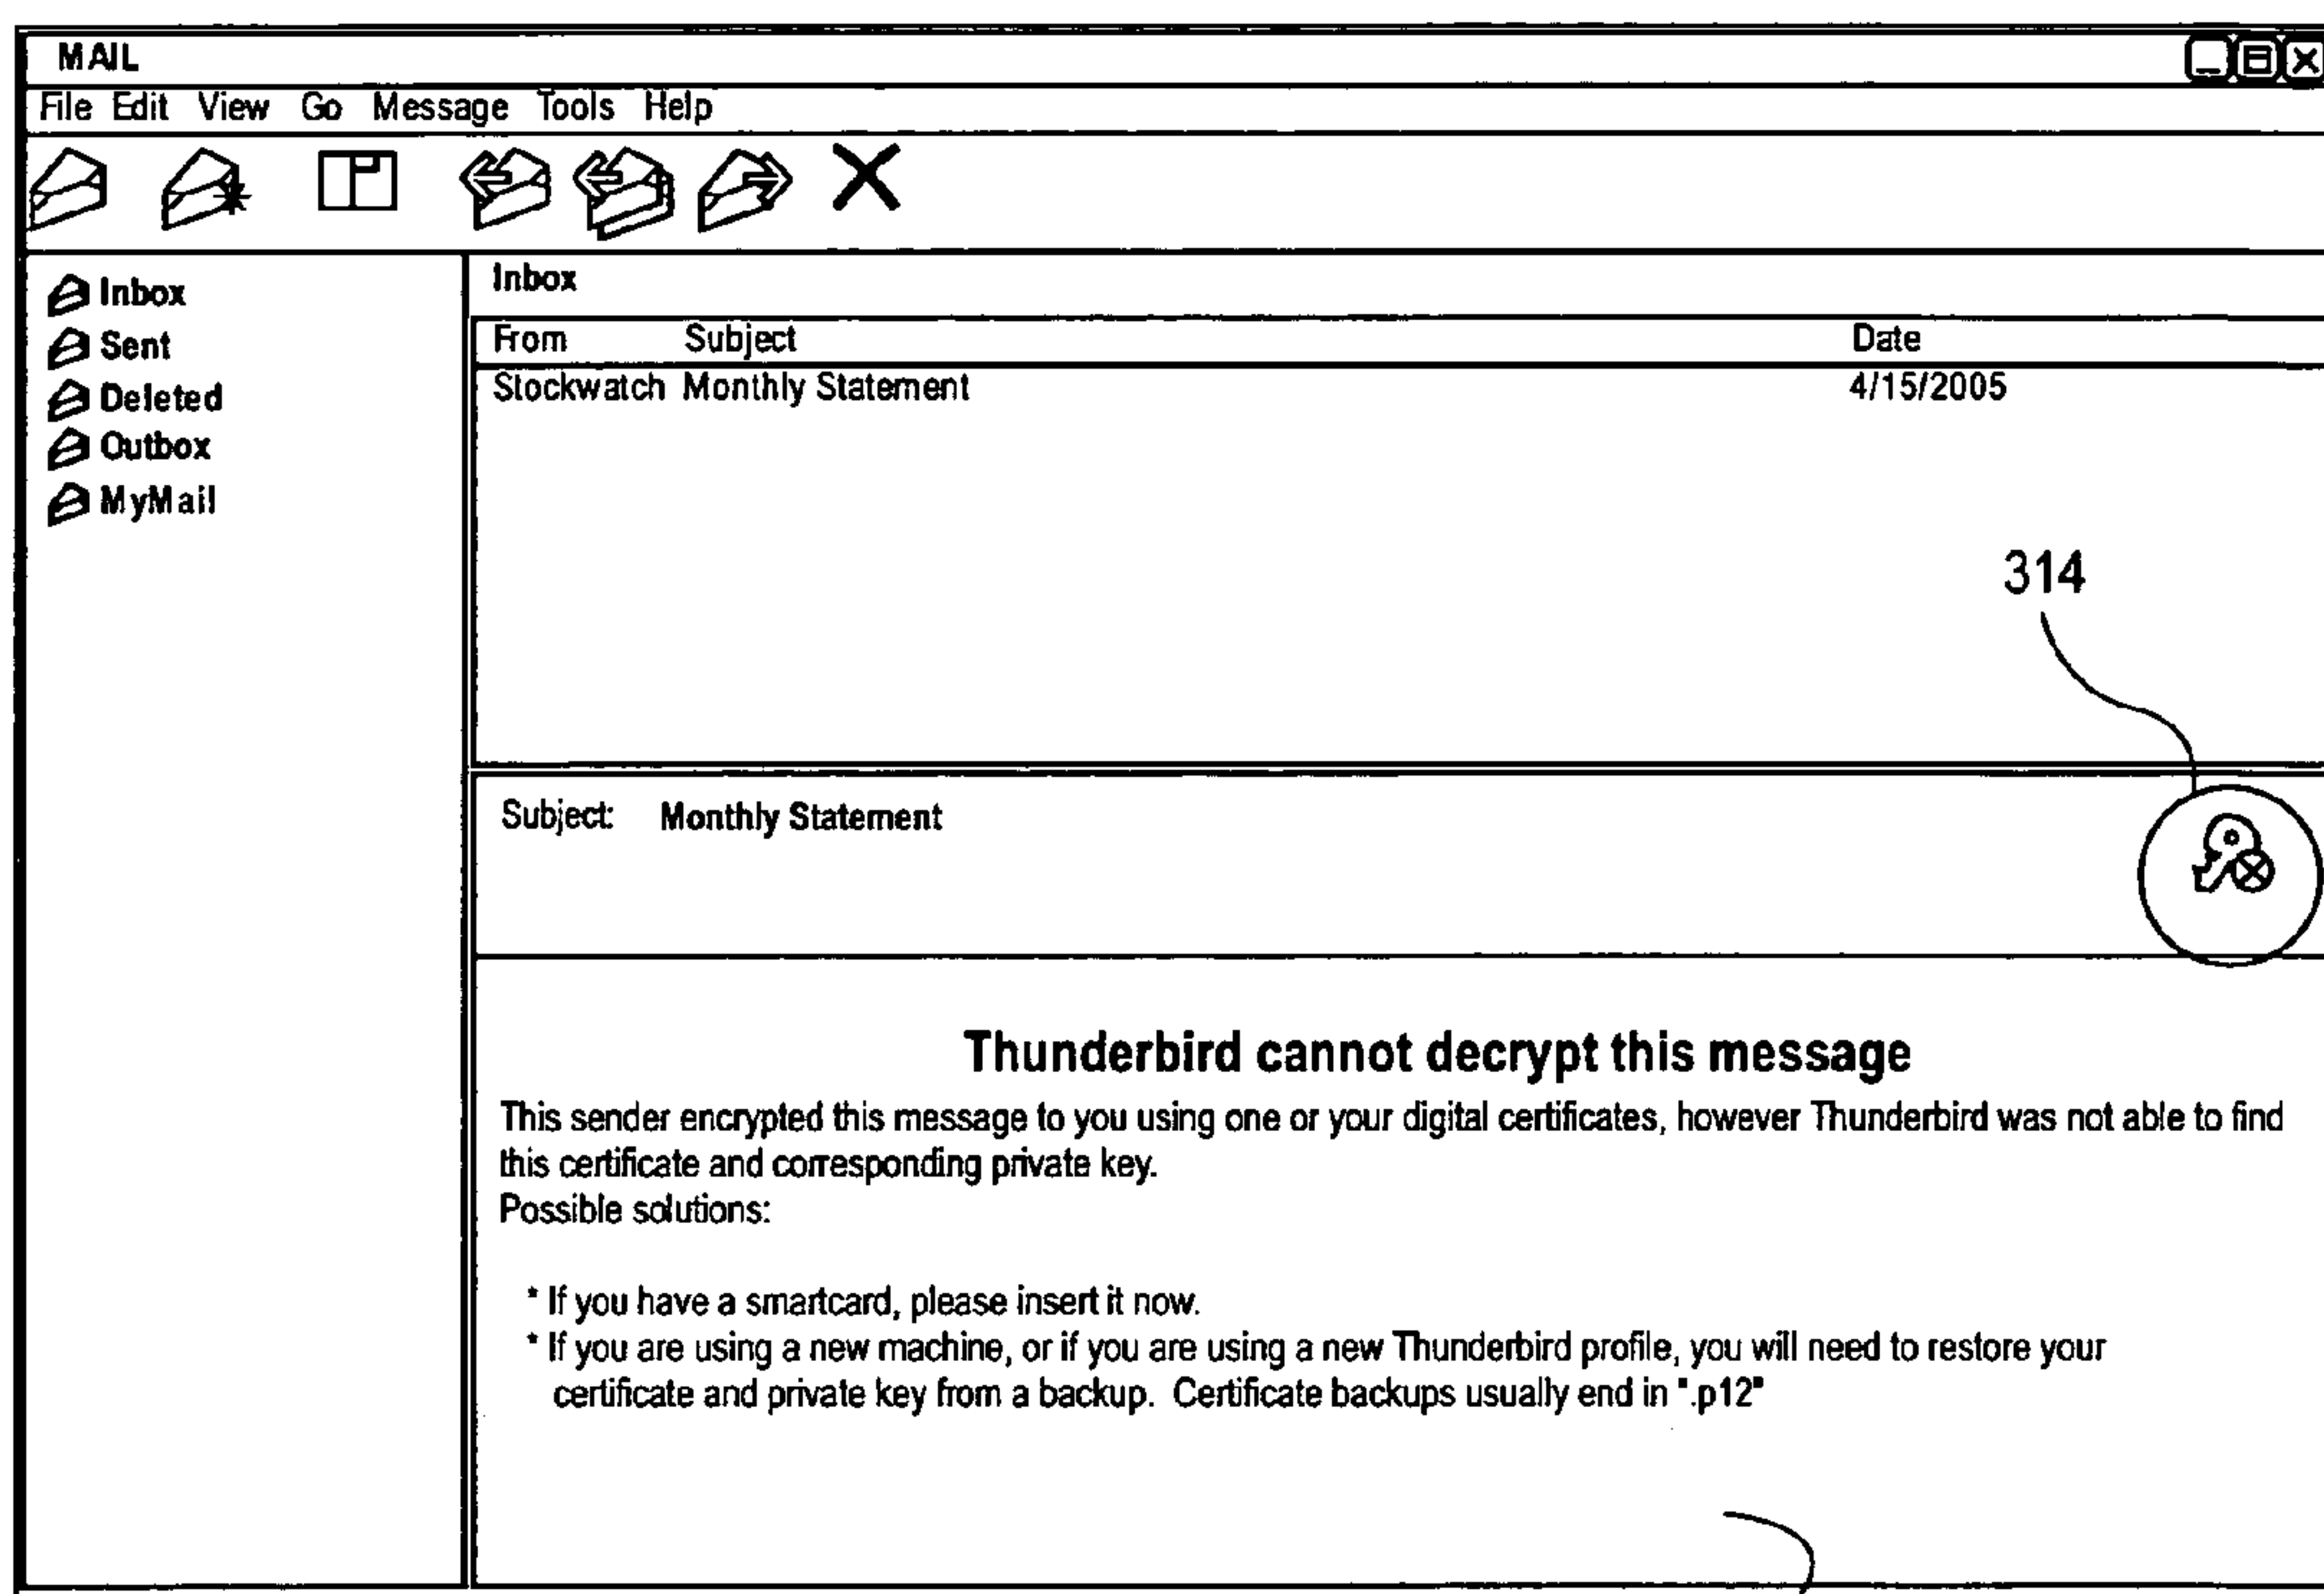 MAIL
File Edit View Go Message Tools Help
Inbox
Sent
Deleted
Outbox
MyMail
Inbox
From Subject Date
Stockwatch Monthly Statement 4/15/2005
314
Subject: Monthly Statement
Thunderbird cannot decrypt this message
This sender encrypted this message to you using one or your digital certificates, however Thunderbird was not able to find
this certificate and corresponding private key.
Possible solutions:
* If you have a smartcard, please insert it now.
* If you are using a new machine, or if you are using a new Thunderbird profile, you will need to restore your
certificate and private key from a backup. Certificate backups usually end in ".p12"